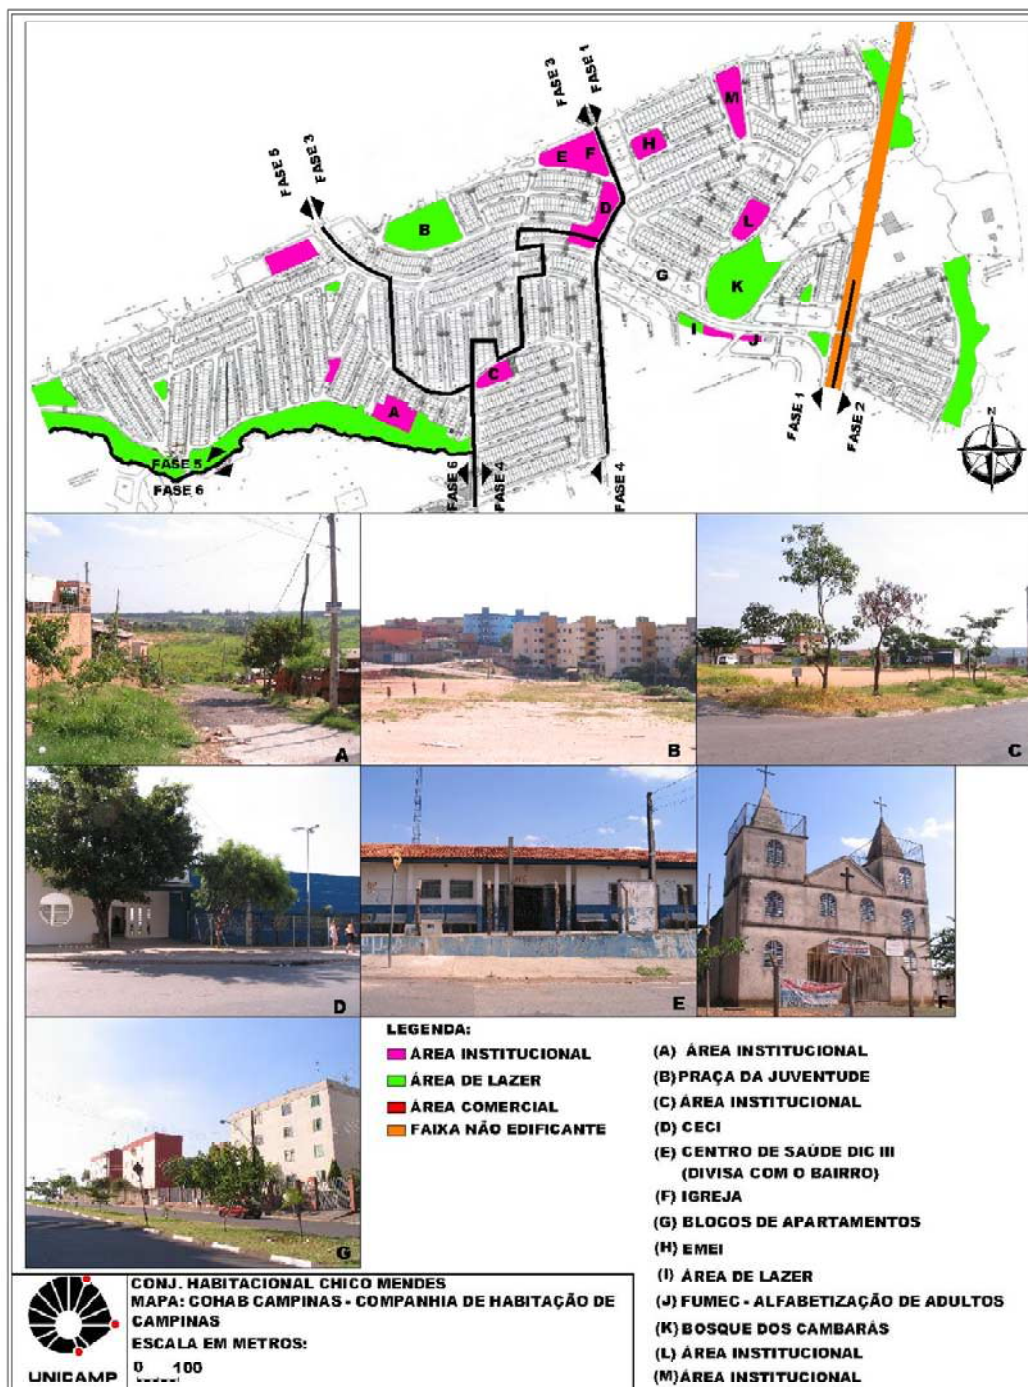 FASE 3
FASE 1
FASE 5
FASE 3
M
H
E
F
D
B
L
G
K
I
J
C
A
FASE 1
FASE 2
FASE 5
FASE 6
FASE 6
FASE 4
FASE 4
A
B
C
D
E
F
G
LEGENDA:
ÁREA INSTITUCIONAL
ÁREA DE LAZER
ÁREA COMERCIAL
FAIXA NÃO EDIFICANTE
(A) ÁREA INSTITUCIONAL
(B) PRAÇA DA JUVENTUDE
(C) ÁREA INSTITUCIONAL
(D) CECI
(E) CENTRO DE SAÚDE DIC III
(DIVISA COM O BAIRRO)
(F) IGREJA
(G) BLOCOS DE APARTAMENTOS
(H) EMEI
(I) ÁREA DE LAZER
(J) FUMEC - ALFABETIZAÇÃO DE ADULTOS
(K) BOSQUE DOS CAMBARÁS
(L) ÁREA INSTITUCIONAL
(M) ÁREA INSTITUCIONAL
UNICAMP
CONJ. HABITACIONAL CHICO MENDES
MAPA: COHAB CAMPINAS - COMPANHIA DE HABITAÇÃO DE
CAMPINAS
ESCALA EM METROS:
0 100